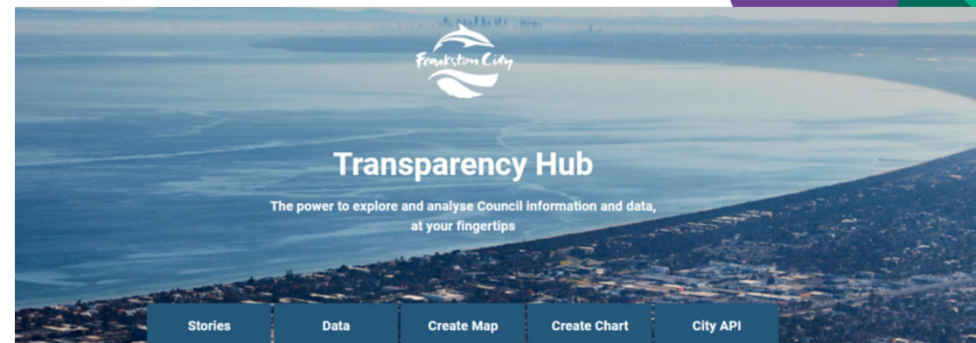 Frankston City
Transparency Hub
The power to explore and analyse Council information and data,
at your fingertips
Stories
Data
Create Map
Create Chart
City API